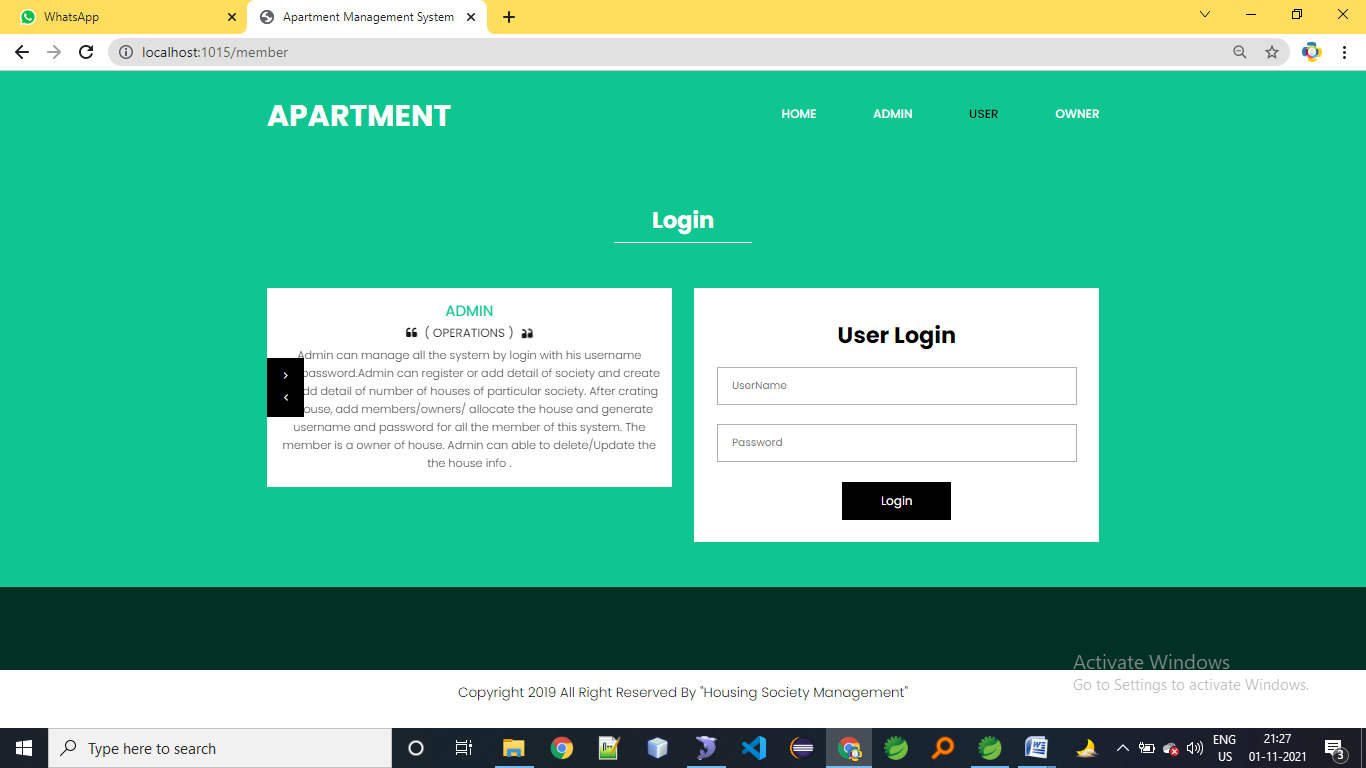 WhatsApp
Apartment Management System
localhost:1015/member
APARTMENT
HOME ADMIN USER OWNER
Login
ADMIN
( OPERATIONS )
Admin can manage all the system by login with his username
password.Admin can register or add detail of society and create
dd detail of number of houses of particular society. After crating
ouse, add members/owners/ allocate the house and generate
username and password for all the member of this system. The
member is a owner of house. Admin can able to delete/Update the
the house info .
User Login
UserName
Password
Login
Activate Windows
Go to Settings to activate Windows.
Copyright 2019 All Right Reserved By "Housing Society Management"
Type here to search
ENG
US
21:27
01-11-2021
3